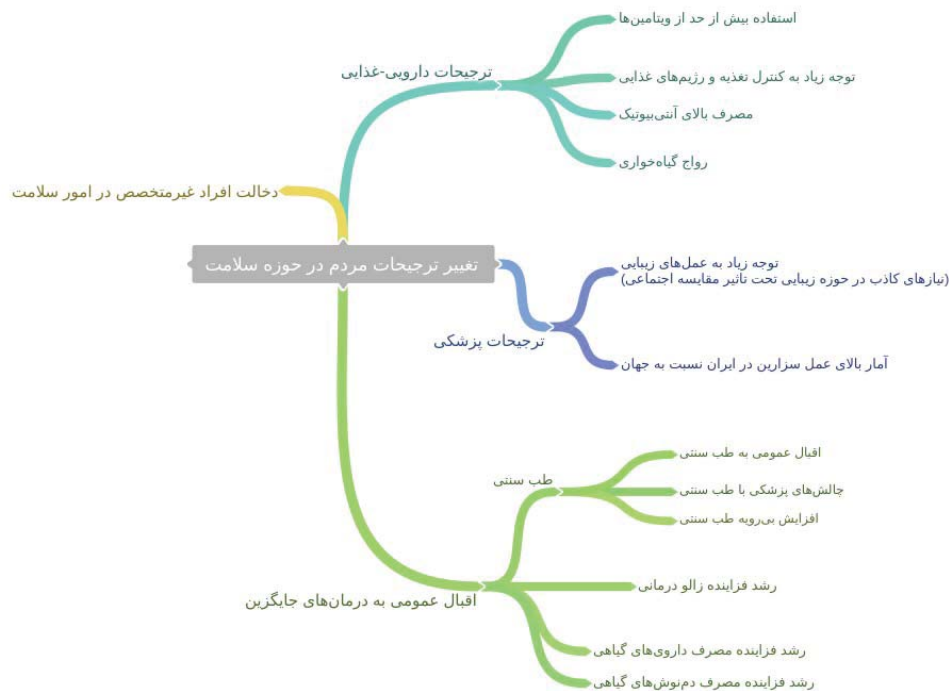 استفاده بیش از حد از ویتامین‌ها
ترجیحات دارویی-غذایی
توجه زیاد به کنترل تغذیه و رژیم‌های غذایی
مصرف بالای آنتی‌بیوتیک
رواج گیاه‌خواری
دخالت افراد غیرمتخصص در امور سلامت
تغییر ترجیحات مردم در حوزه سلامت
توجه زیاد به عمل‌های زیبایی
(نیازهای کاذب در حوزه زیبایی تحت تاثیر مقایسه اجتماعی)
ترجیحات پزشکی
آمار بالای عمل سزارین در ایران نسبت به جهان
اقبال عمومی به طب سنتی
طب سنتی
چالش‌های پزشکی با طب سنتی
افزایش بی‌رویه طب سنتی
رشد فزاینده زالو درمانی
اقبال عمومی به درمان‌های جایگزین
رشد فزاینده مصرف داروی‌های گیاهی
رشد فزاینده مصرف دم‌نوش‌های گیاهی